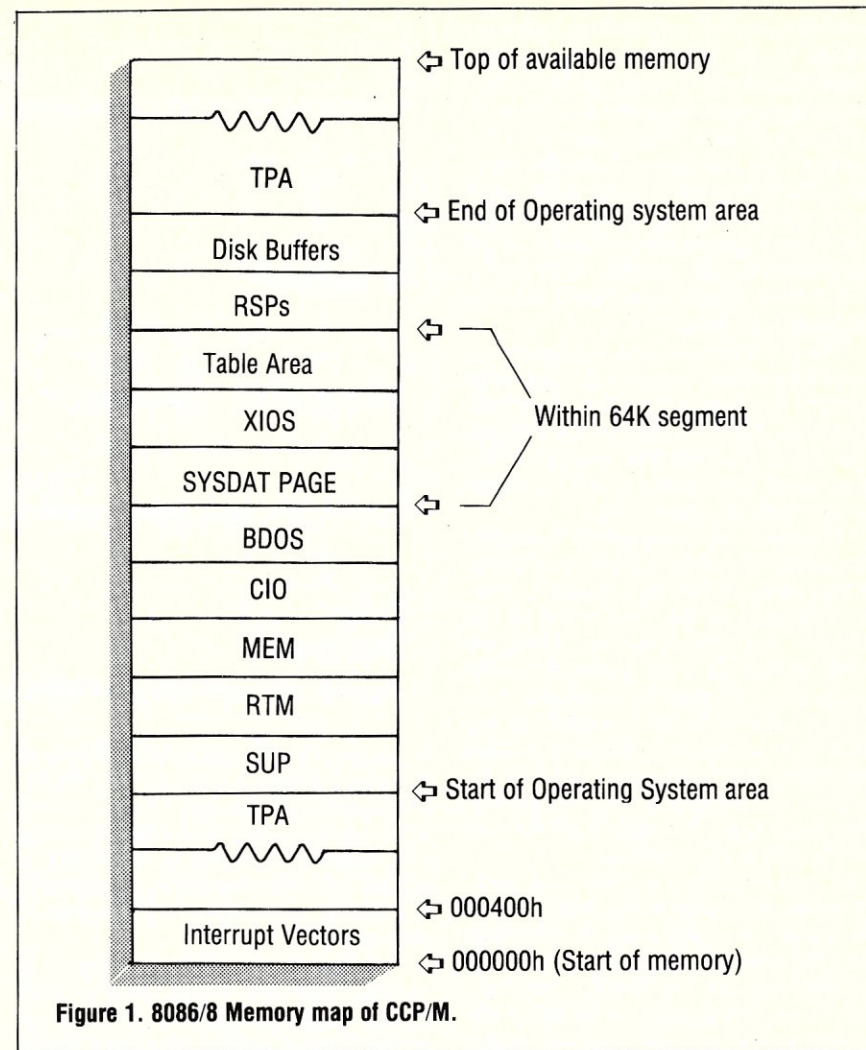 Top of available memory
TPA
End of Operating system area
Disk Buffers
RSPs
Table Area
XIOS
Within 64K segment
SYSDAT PAGE
BDOS
CIO
MEM
RTM
SUP
Start of Operating System area
TPA
000400h
Interrupt Vectors
000000h (Start of memory)
Figure 1. 8086/8 Memory map of CCP/M.